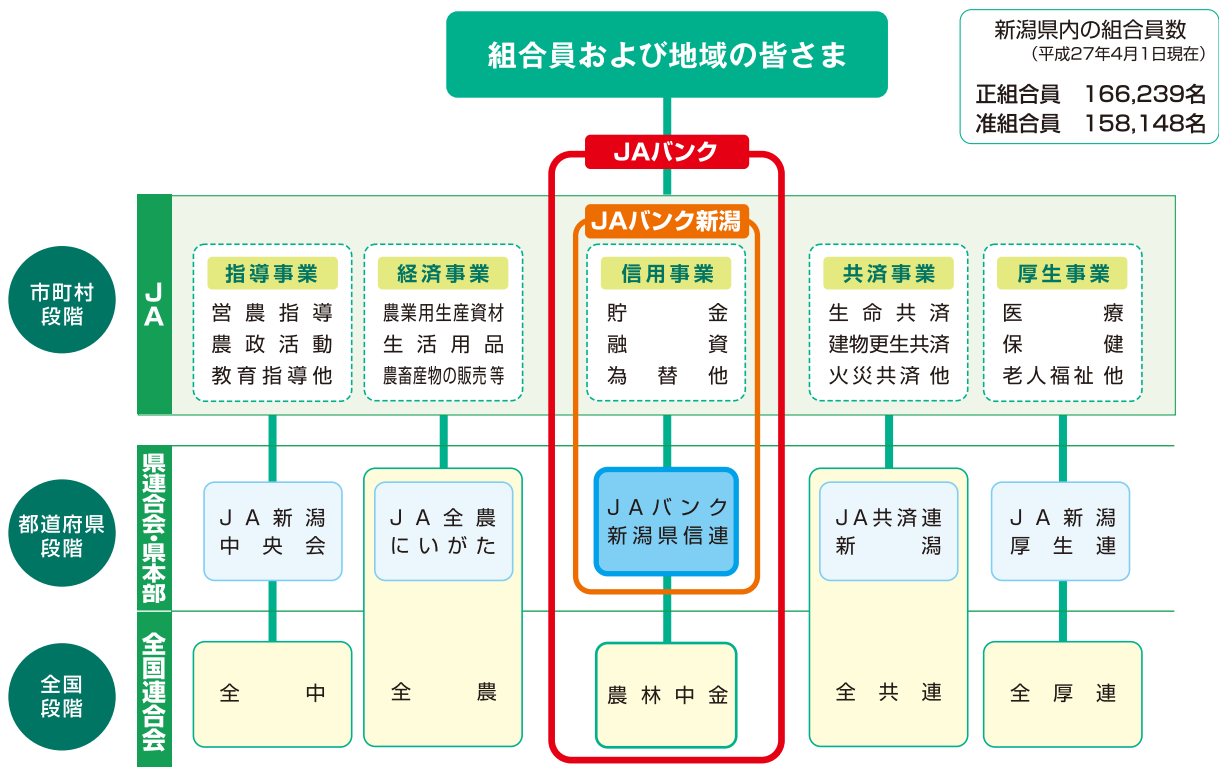 組合員および地域の皆さま
新潟県内の組合員数
(平成27年4月1日現在)
正組合員 166,239名
准組合員 158,148名
JAバンク
JAバンク新潟
市町村
段階
JA
指導事業
営農指導
農政活動
教育指導他
経済事業
農業用生産資材
生活用品
農畜産物の販売等
信用事業
貯金
融資
為替他
共済事業
生命共済
建物更生共済
火災共済他
厚生事業
医療
保健
老人福祉他
都道府県
段階
県連合会・県本部
JA新潟
中央会
JA全農
にいがた
JAバンク
新潟県信連
JA共済連
新潟
JA新潟
厚生連
全国
段階
全国連合会
全中
全農
農林中金
全共連
全厚連